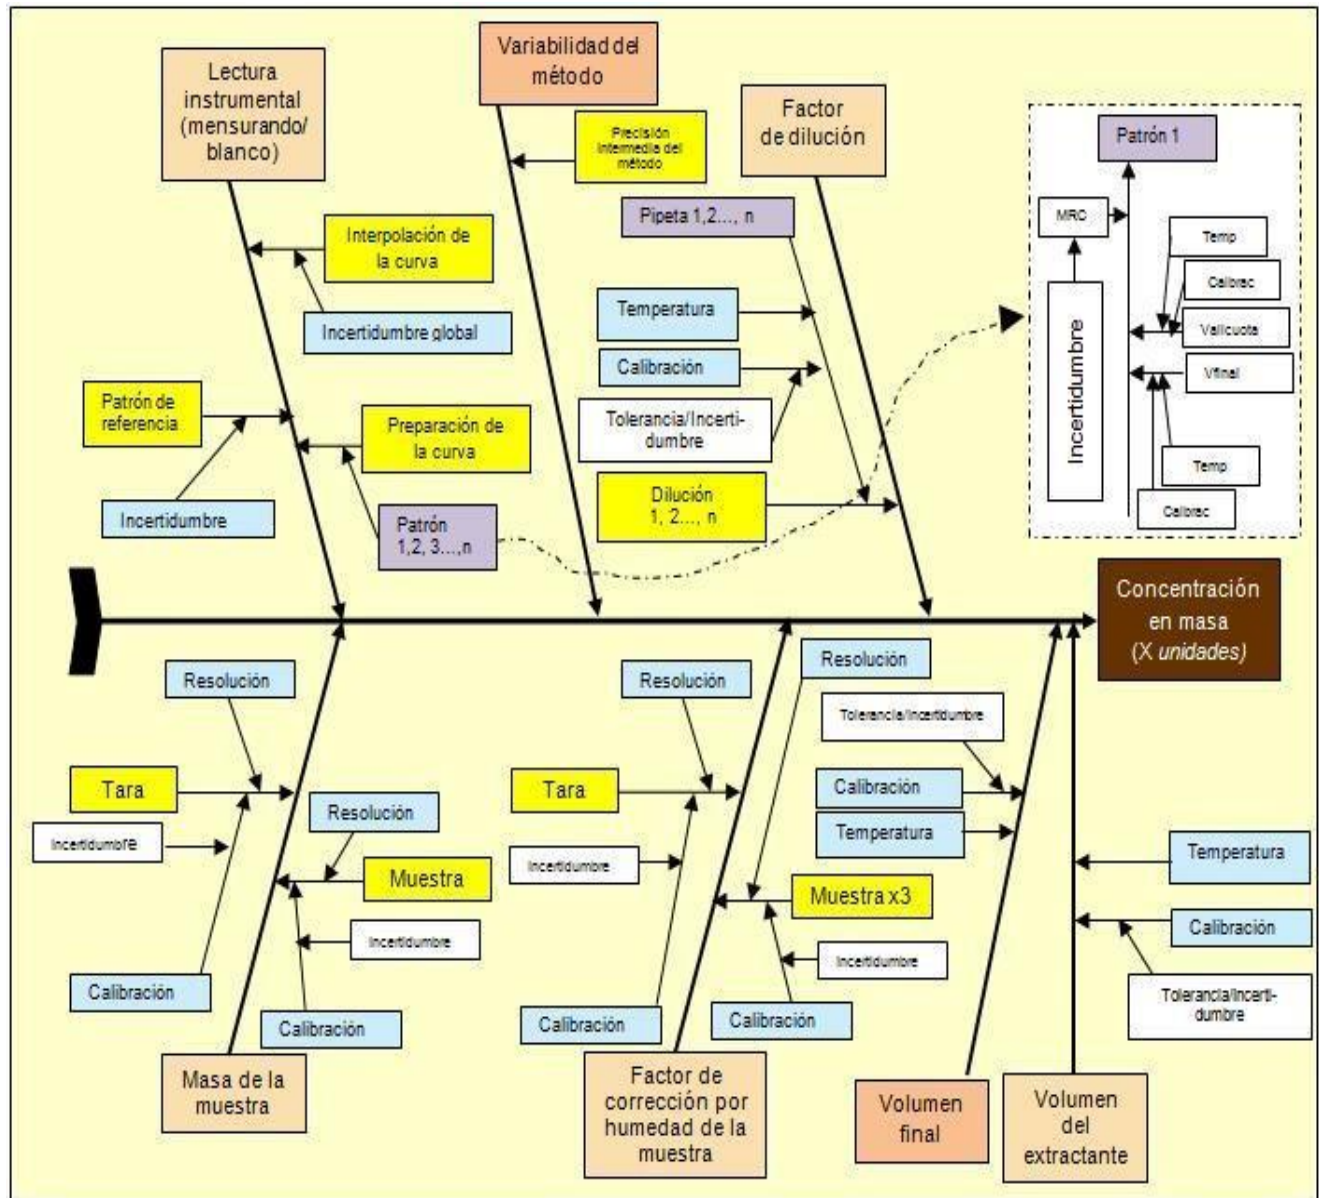 Lectura
instrumental
(mensurando/
blanco)
Variabilidad del
método
Factor
de dilución
Precisión
intermedia del
método
Pipeta 1,2..., n
Patrón 1
MRC
Temp
Calibrac
Valicuota
Vfinal
Temp
Calibrac
Incertidumbre
Interpolación de
la curva
Incertidumbre global
Temperatura
Calibración
Tolerancia/Incerti-
dumbre
Dilución
1, 2..., n
Patrón de
referencia
Incertidumbre
Preparación de
la curva
Patrón
1,2, 3...,n
Concentración
en masa
(X unidades)
Resolución
Tara
Incertidumbre
Calibración
Resolución
Muestra
Incertidumbre
Calibración
Masa de la
muestra
Resolución
Tara
Incertidumbre
Calibración
Resolución
Muestra x3
Incertidumbre
Calibración
Factor de
corrección por
humedad de la
muestra
Tolerancia/Incertidumbre
Calibración
Temperatura
Volumen
final
Temperatura
Calibración
Tolerancia/Incerti-
dumbre
Volumen
del
extractante